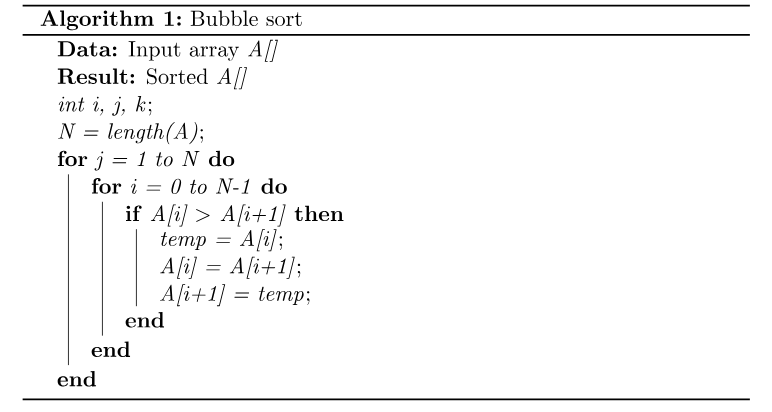 Algorithm 1: Bubble sort
Data: Input array A[]
Result: Sorted A[]
int i, j, k;
N = length(A);
for j = 1 to N do
for i = 0 to N-1 do
if A[i] > A[i+1] then
temp = A[i];
A[i] = A[i+1];
A[i+1] = temp;
end
end
end